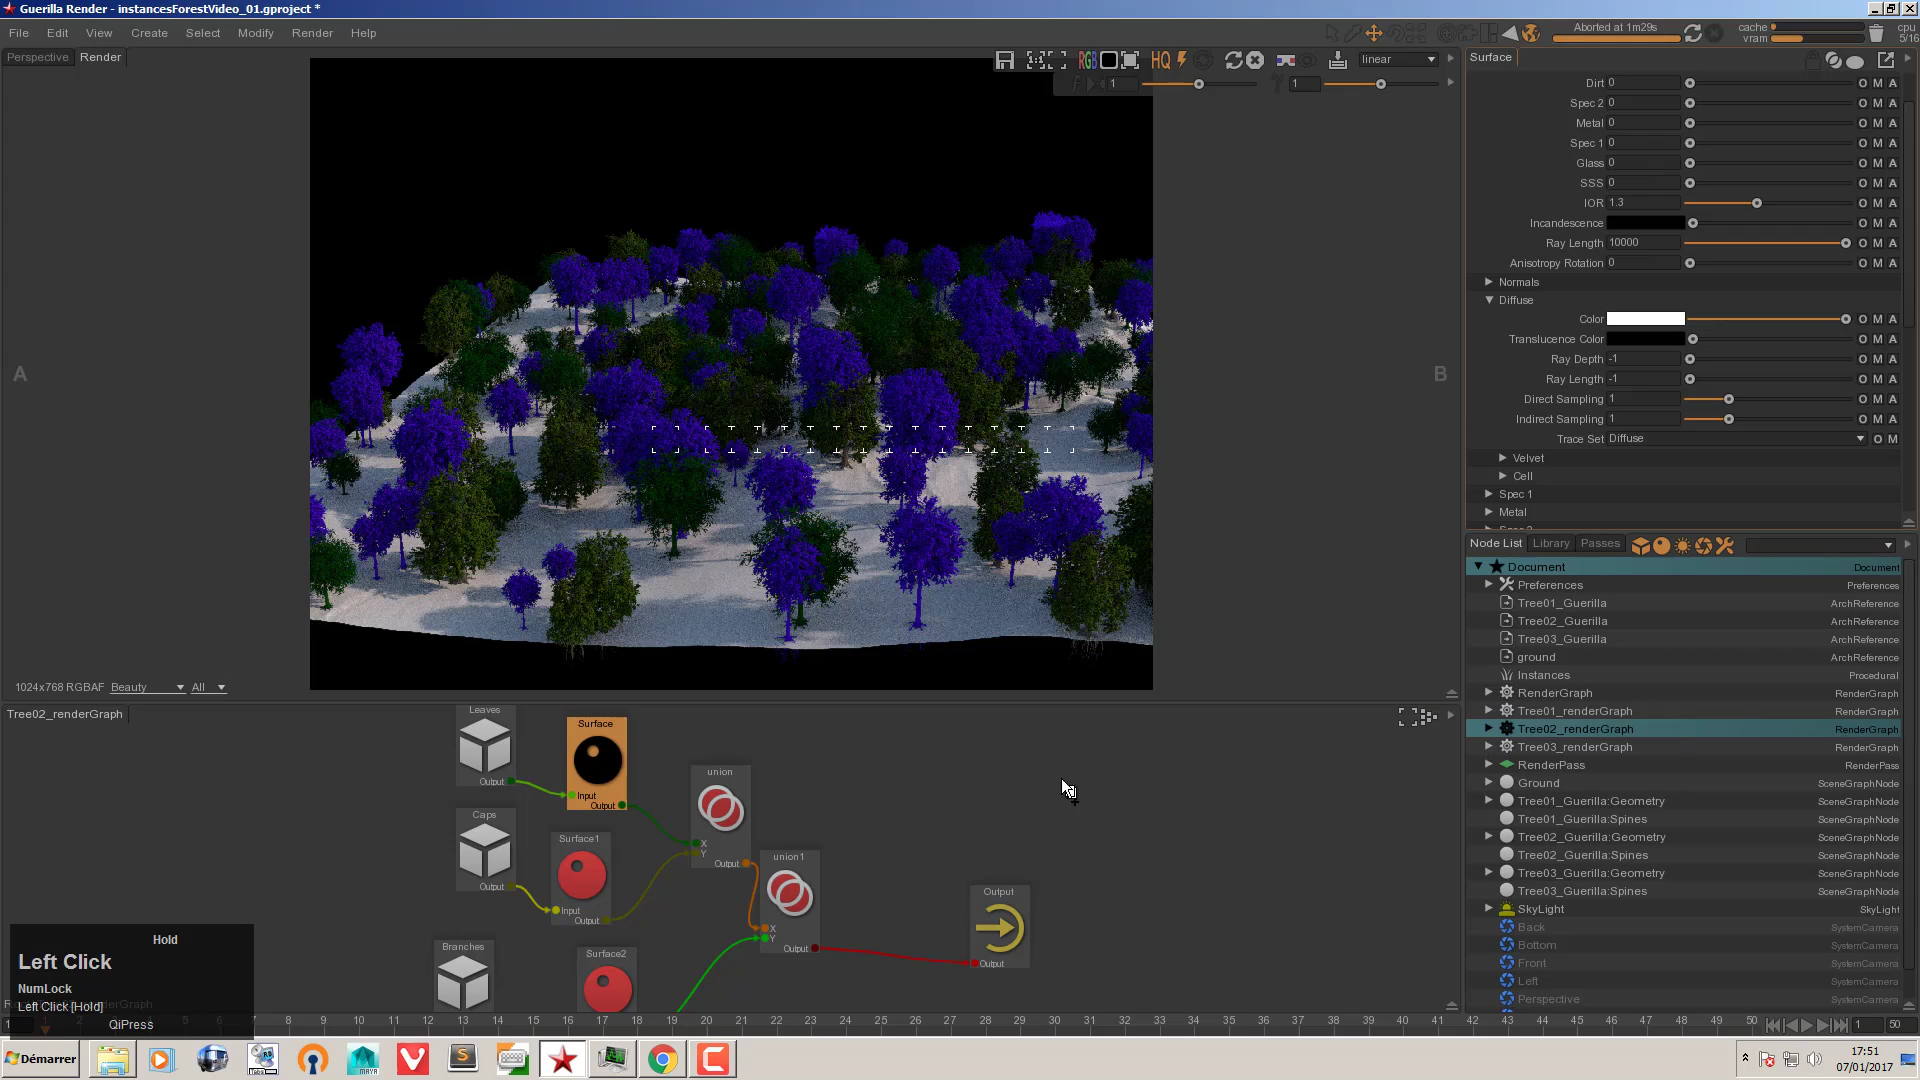 Guerilla Render - instancesForestVideo_01.gproject *
File Edit View Create Select Modify Render Help
Aborted at 1m29s
cache
vram
cpu
5/16
Perspective Render
1:1 RGB HQ linear
1 1
A
B
1024x768 RGBAF Beauty All
Surface
Dirt 0 O M A
Spec 2 0 O M A
Metal 0 O M A
Spec 1 0 O M A
Glass 0 O M A
SSS 0 O M A
IOR 1.3 O M A
Incandescence O M A
Ray Length 10000 O M A
Anisotropy Rotation 0 O M A
Normals
Diffuse
Color O M A
Translucence Color O M A
Ray Depth -1 O M A
Ray Length -1 O M A
Direct Sampling 1 O M A
Indirect Sampling 1 O M A
Trace Set Diffuse O M
Velvet
Cell
Spec 1
Metal
Node List Library Passes
Document Document
Preferences Preferences
Tree01_Guerilla ArchReference
Tree02_Guerilla ArchReference
Tree03_Guerilla ArchReference
ground ArchReference
Instances Procedural
RenderGraph RenderGraph
Tree01_renderGraph RenderGraph
Tree02_renderGraph RenderGraph
Tree03_renderGraph RenderGraph
RenderPass RenderPass
Ground SceneGraphNode
Tree01_Guerilla:Geometry SceneGraphNode
Tree01_Guerilla:Spines SceneGraphNode
Tree02_Guerilla:Geometry SceneGraphNode
Tree02_Guerilla:Spines SceneGraphNode
Tree03_Guerilla:Geometry SceneGraphNode
Tree03_Guerilla:Spines SceneGraphNode
SkyLight SkyLight
Back SystemCamera
Bottom SystemCamera
Front SystemCamera
Left SystemCamera
Perspective SystemCamera
Tree02_renderGraph
Leaves
Output
Surface
Input
Output
union
X
Y
Output
Caps
Output
Surface1
Input
Output
union1
X
Y
Output
Output
Output
Branches
Surface2
Hold
Left Click
NumLock
Left Click [Hold]
QiPress
8 9 10 11 12 13 14 15 16 17 18 19 20 21 22 23 24 25 26 27 28 29 30 31 32 33 34 35 36 37 38 39 40 41 42 43 44 45 46 47 48 49 50
1 50
Démarrer
MAYA
17:51
07/01/2017